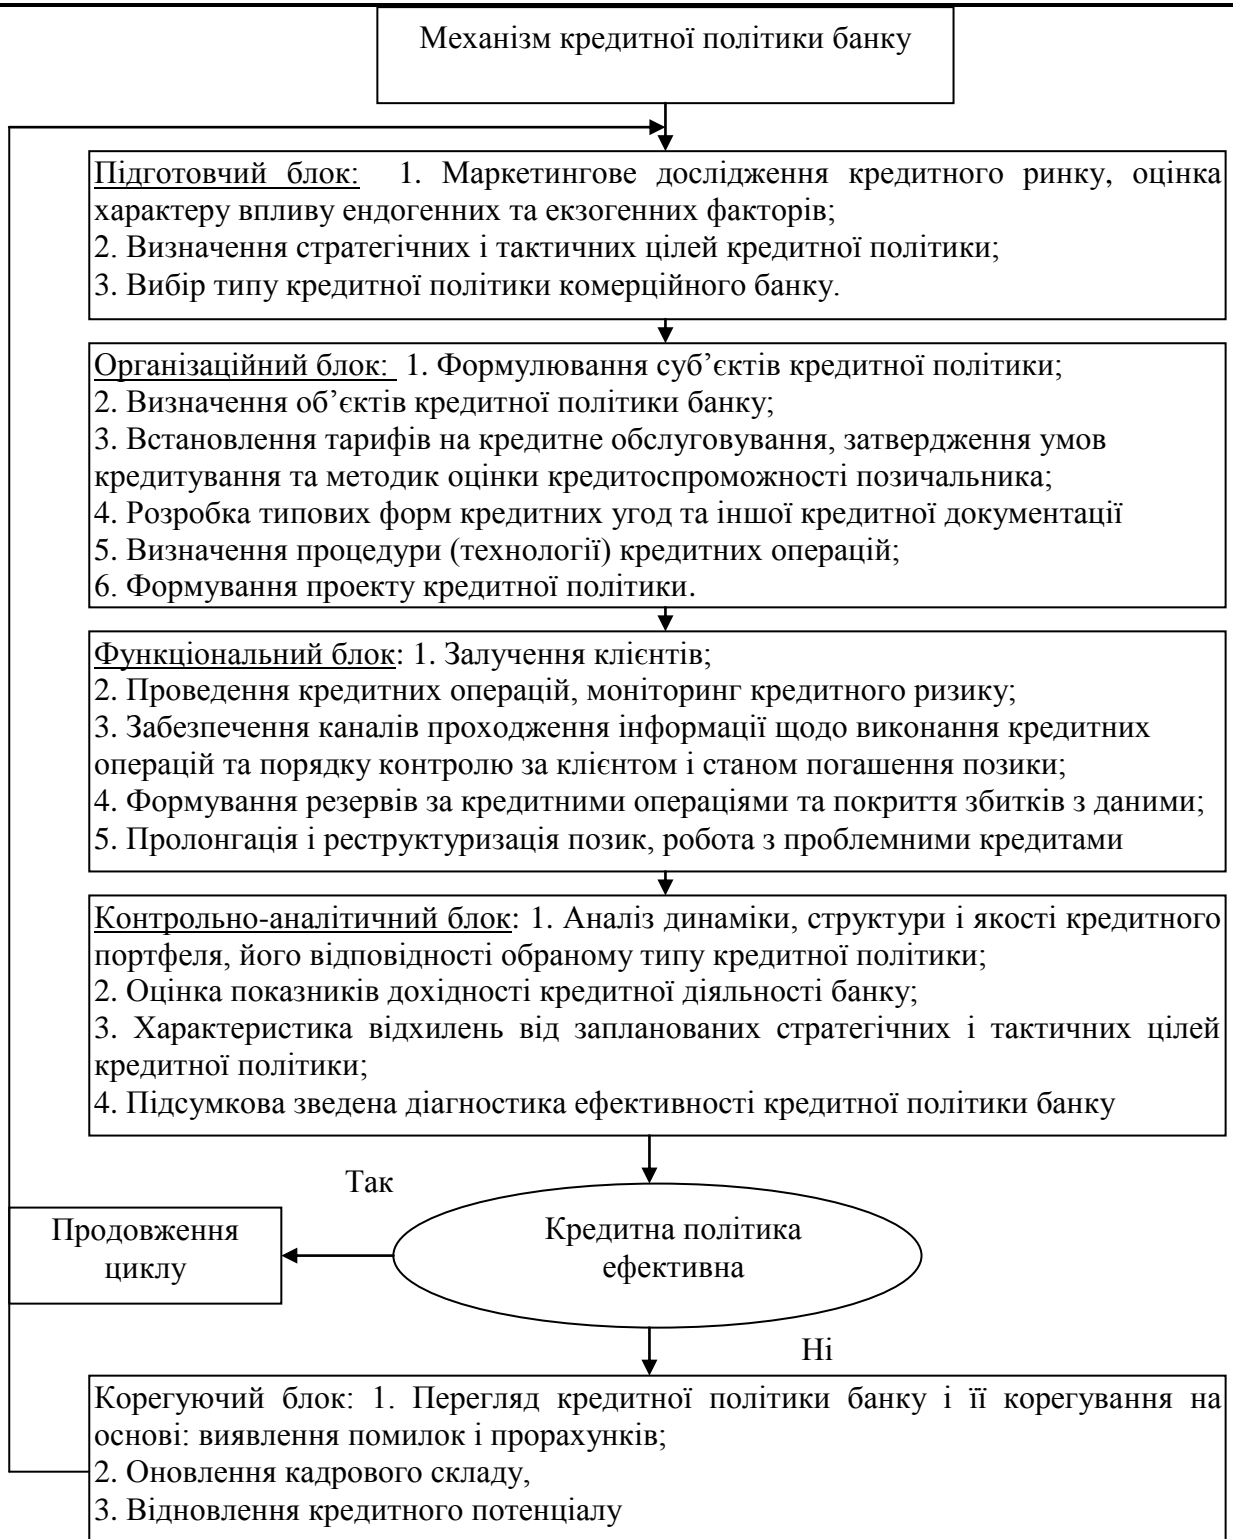 Механізм кредитної політики банку
Підготовчий блок: 1. Маркетингове дослідження кредитного ринку, оцінка
характеру впливу ендогенних та екзогенних факторів;
2. Визначення стратегічних і тактичних цілей кредитної політики;
3. Вибір типу кредитної політики комерційного банку.
Організаційний блок: 1. Формулювання суб’єктів кредитної політики;
2. Визначення об’єктів кредитної політики банку;
3. Встановлення тарифів на кредитне обслуговування, затвердження умов
кредитування та методик оцінки кредитоспроможності позичальника;
4. Розробка типових форм кредитних угод та іншої кредитної документації
5. Визначення процедури (технології) кредитних операцій;
6. Формування проекту кредитної політики.
Функціональний блок: 1. Залучення клієнтів;
2. Проведення кредитних операцій, моніторинг кредитного ризику;
3. Забезпечення каналів проходження інформації щодо виконання кредитних
операцій та порядку контролю за клієнтом і станом погашення позики;
4. Формування резервів за кредитними операціями та покриття збитків з даними;
5. Пролонгація і реструктуризація позик, робота з проблемними кредитами
Контрольно-аналітичний блок: 1. Аналіз динаміки, структури і якості кредитного
портфеля, його відповідності обраному типу кредитної політики;
2. Оцінка показників дохідності кредитної діяльності банку;
3. Характеристика відхилень від запланованих стратегічних і тактичних цілей
кредитної політики;
4. Підсумкова зведена діагностика ефективності кредитної політики банку
Так
Продовження
циклу
Кредитна політика
ефективна
Ні
Корегуючий блок: 1. Перегляд кредитної політики банку і її корегування на
основі: виявлення помилок і прорахунків;
2. Оновлення кадрового складу,
3. Відновлення кредитного потенціалу